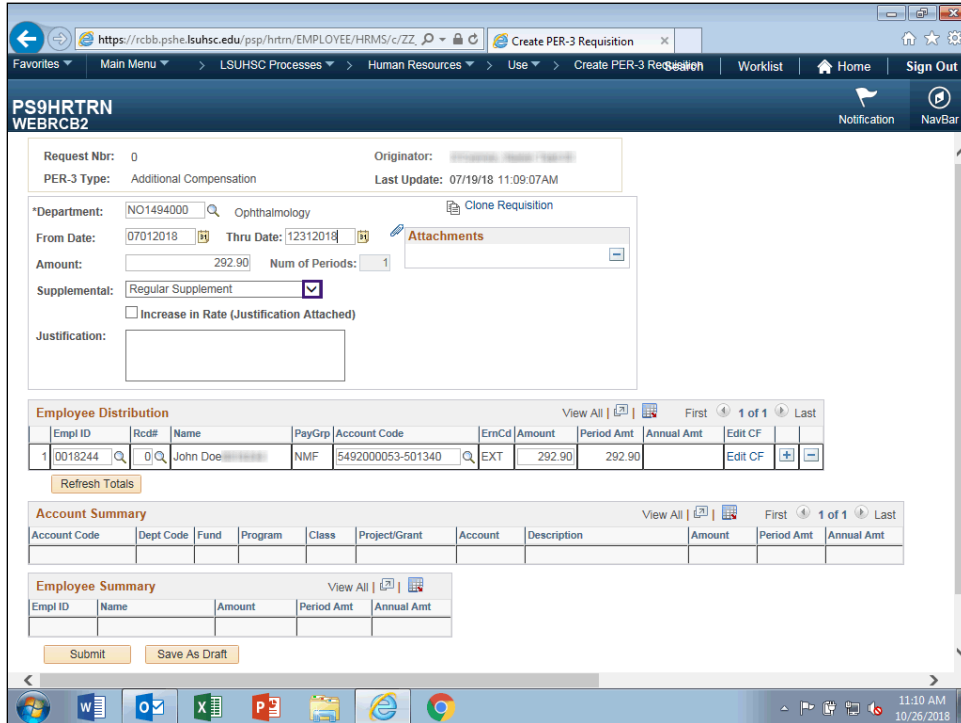 https://rcbb.pshe.lsuhsc.edu/psp/hrtrn/EMPLOYEE/HRMS/c/ZZ_ Create PER-3 Requisition ×
Favorites Main Menu > LSUHSC Processes > Human Resources > Use > Create PER-3 Requisition Search Worklist Home Sign Out
PS9HRTRN
WEBRCB2
Notification NavBar
Request Nbr: 0 Originator:
PER-3 Type: Additional Compensation Last Update: 07/19/18 11:09:07AM
*Department: NO1494000 Ophthalmology Clone Requisition
From Date: 07012018 Thru Date: 12312018 Attachments
Amount: 292.90 Num of Periods: 1
Supplemental: Regular Supplement
Increase in Rate (Justification Attached)
Justification:
Employee Distribution View All | | First 1 of 1 Last
Empl ID Rcd# Name PayGrp Account Code ErnCd Amount Period Amt Annual Amt Edit CF
1 0018244 0 John Doe NMF 5492000053-501340 EXT 292.90 292.90 Edit CF
Refresh Totals
Account Summary View All | | First 1 of 1 Last
Account Code Dept Code Fund Program Class Project/Grant Account Description Amount Period Amt Annual Amt
Employee Summary View All | |
Empl ID Name Amount Period Amt Annual Amt
Submit Save As Draft
11:10 AM
10/26/2018